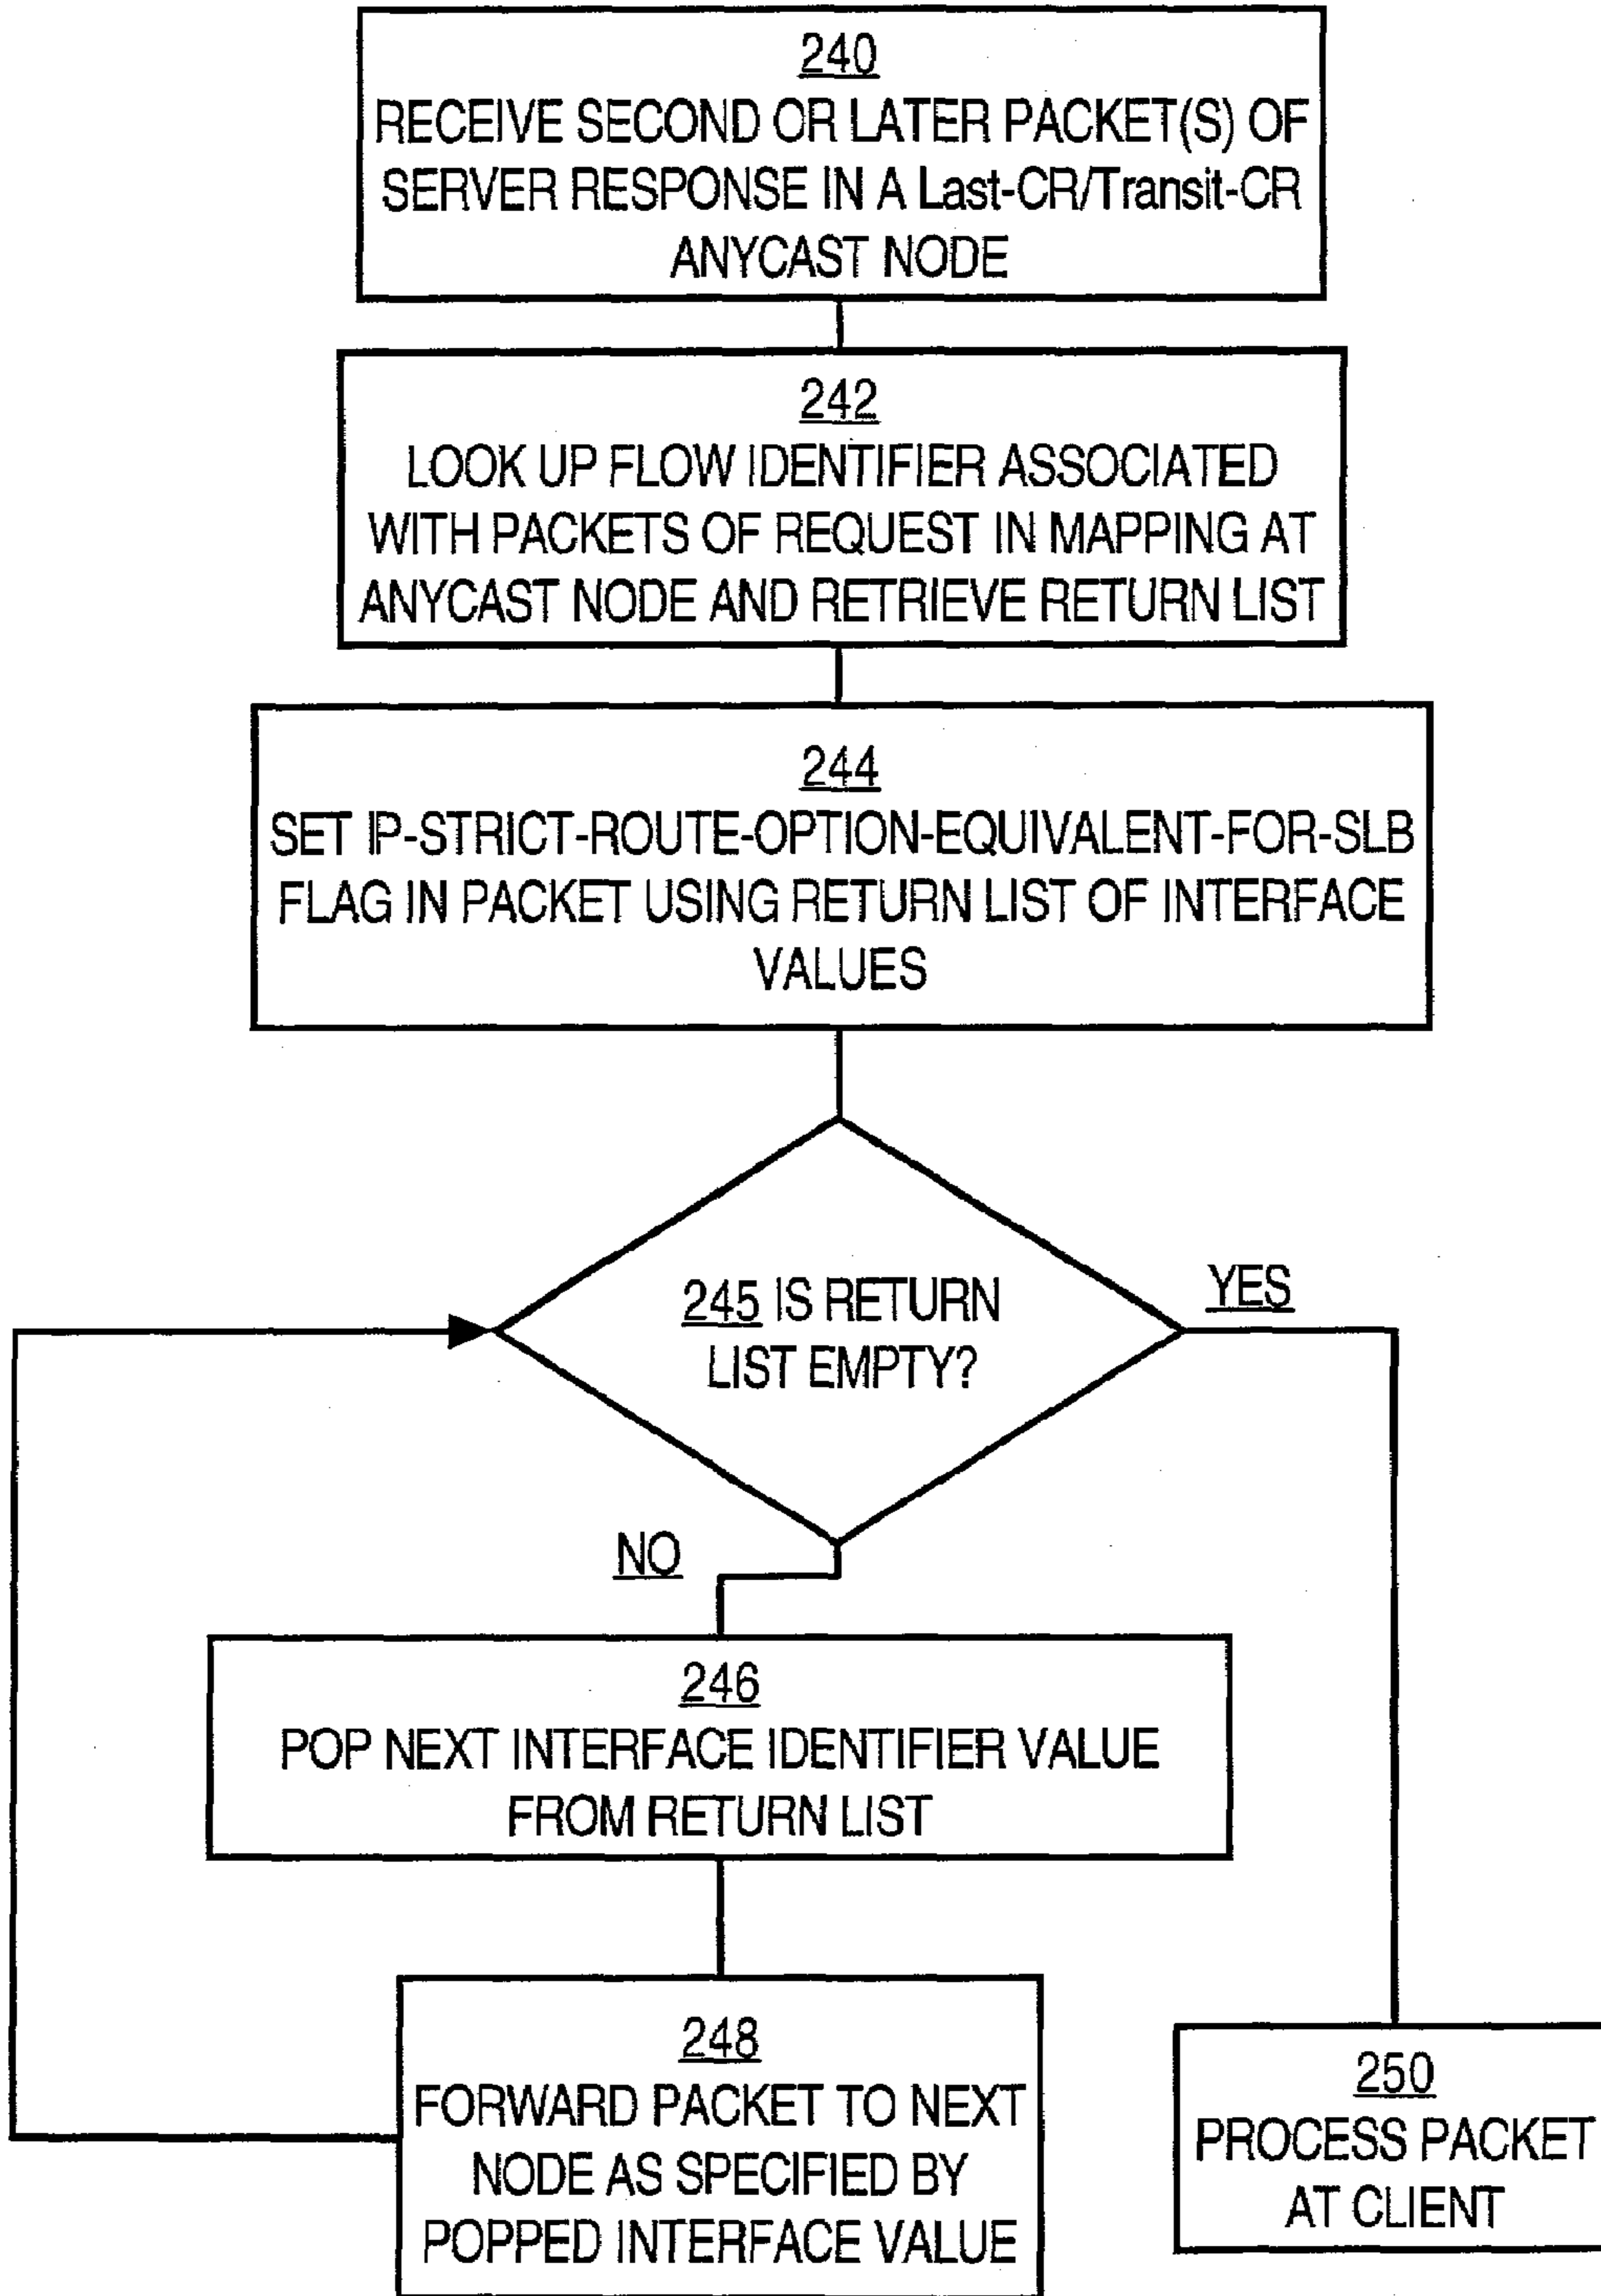 240
RECEIVE SECOND OR LATER PACKET(S) OF
SERVER RESPONSE IN A Last-CR/Transit-CR
ANYCAST NODE
242
LOOK UP FLOW IDENTIFIER ASSOCIATED
WITH PACKETS OF REQUEST IN MAPPING AT
ANYCAST NODE AND RETRIEVE RETURN LIST
244
SET IP-STRICT-ROUTE-OPTION-EQUIVALENT-FOR-SLB
FLAG IN PACKET USING RETURN LIST OF INTERFACE
VALUES
245 IS RETURN
LIST EMPTY?
YES
NO
246
POP NEXT INTERFACE IDENTIFIER VALUE
FROM RETURN LIST
248
FORWARD PACKET TO NEXT
NODE AS SPECIFIED BY
POPPED INTERFACE VALUE
250
PROCESS PACKET
AT CLIENT